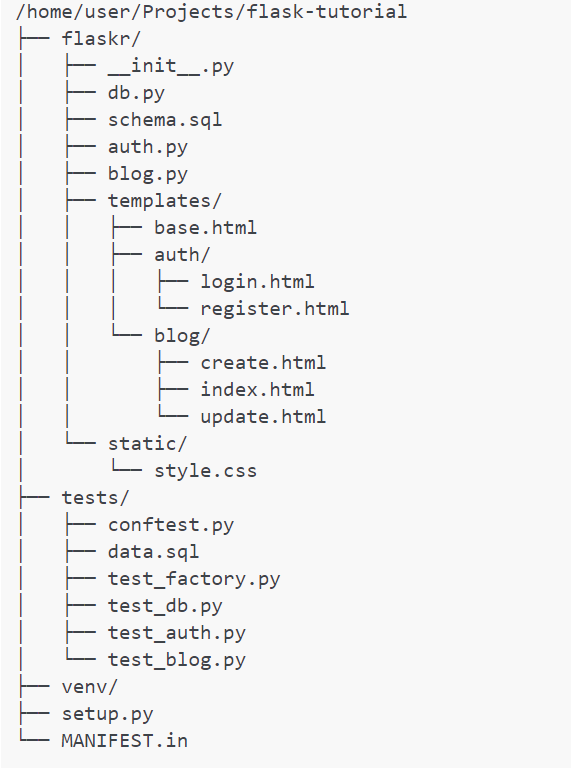 /home/user/Projects/flask-tutorial
├── flaskr/
│   ├── __init__.py
│   ├── db.py
│   ├── schema.sql
│   ├── auth.py
│   ├── blog.py
│   ├── templates/
│   │   ├── base.html
│   │   ├── auth/
│   │   │   ├── login.html
│   │   │   └── register.html
│   │   └── blog/
│   │       ├── create.html
│   │       ├── index.html
│   │       └── update.html
│   └── static/
│       └── style.css
├── tests/
│   ├── conftest.py
│   ├── data.sql
│   ├── test_factory.py
│   ├── test_db.py
│   ├── test_auth.py
│   └── test_blog.py
├── venv/
├── setup.py
└── MANIFEST.in